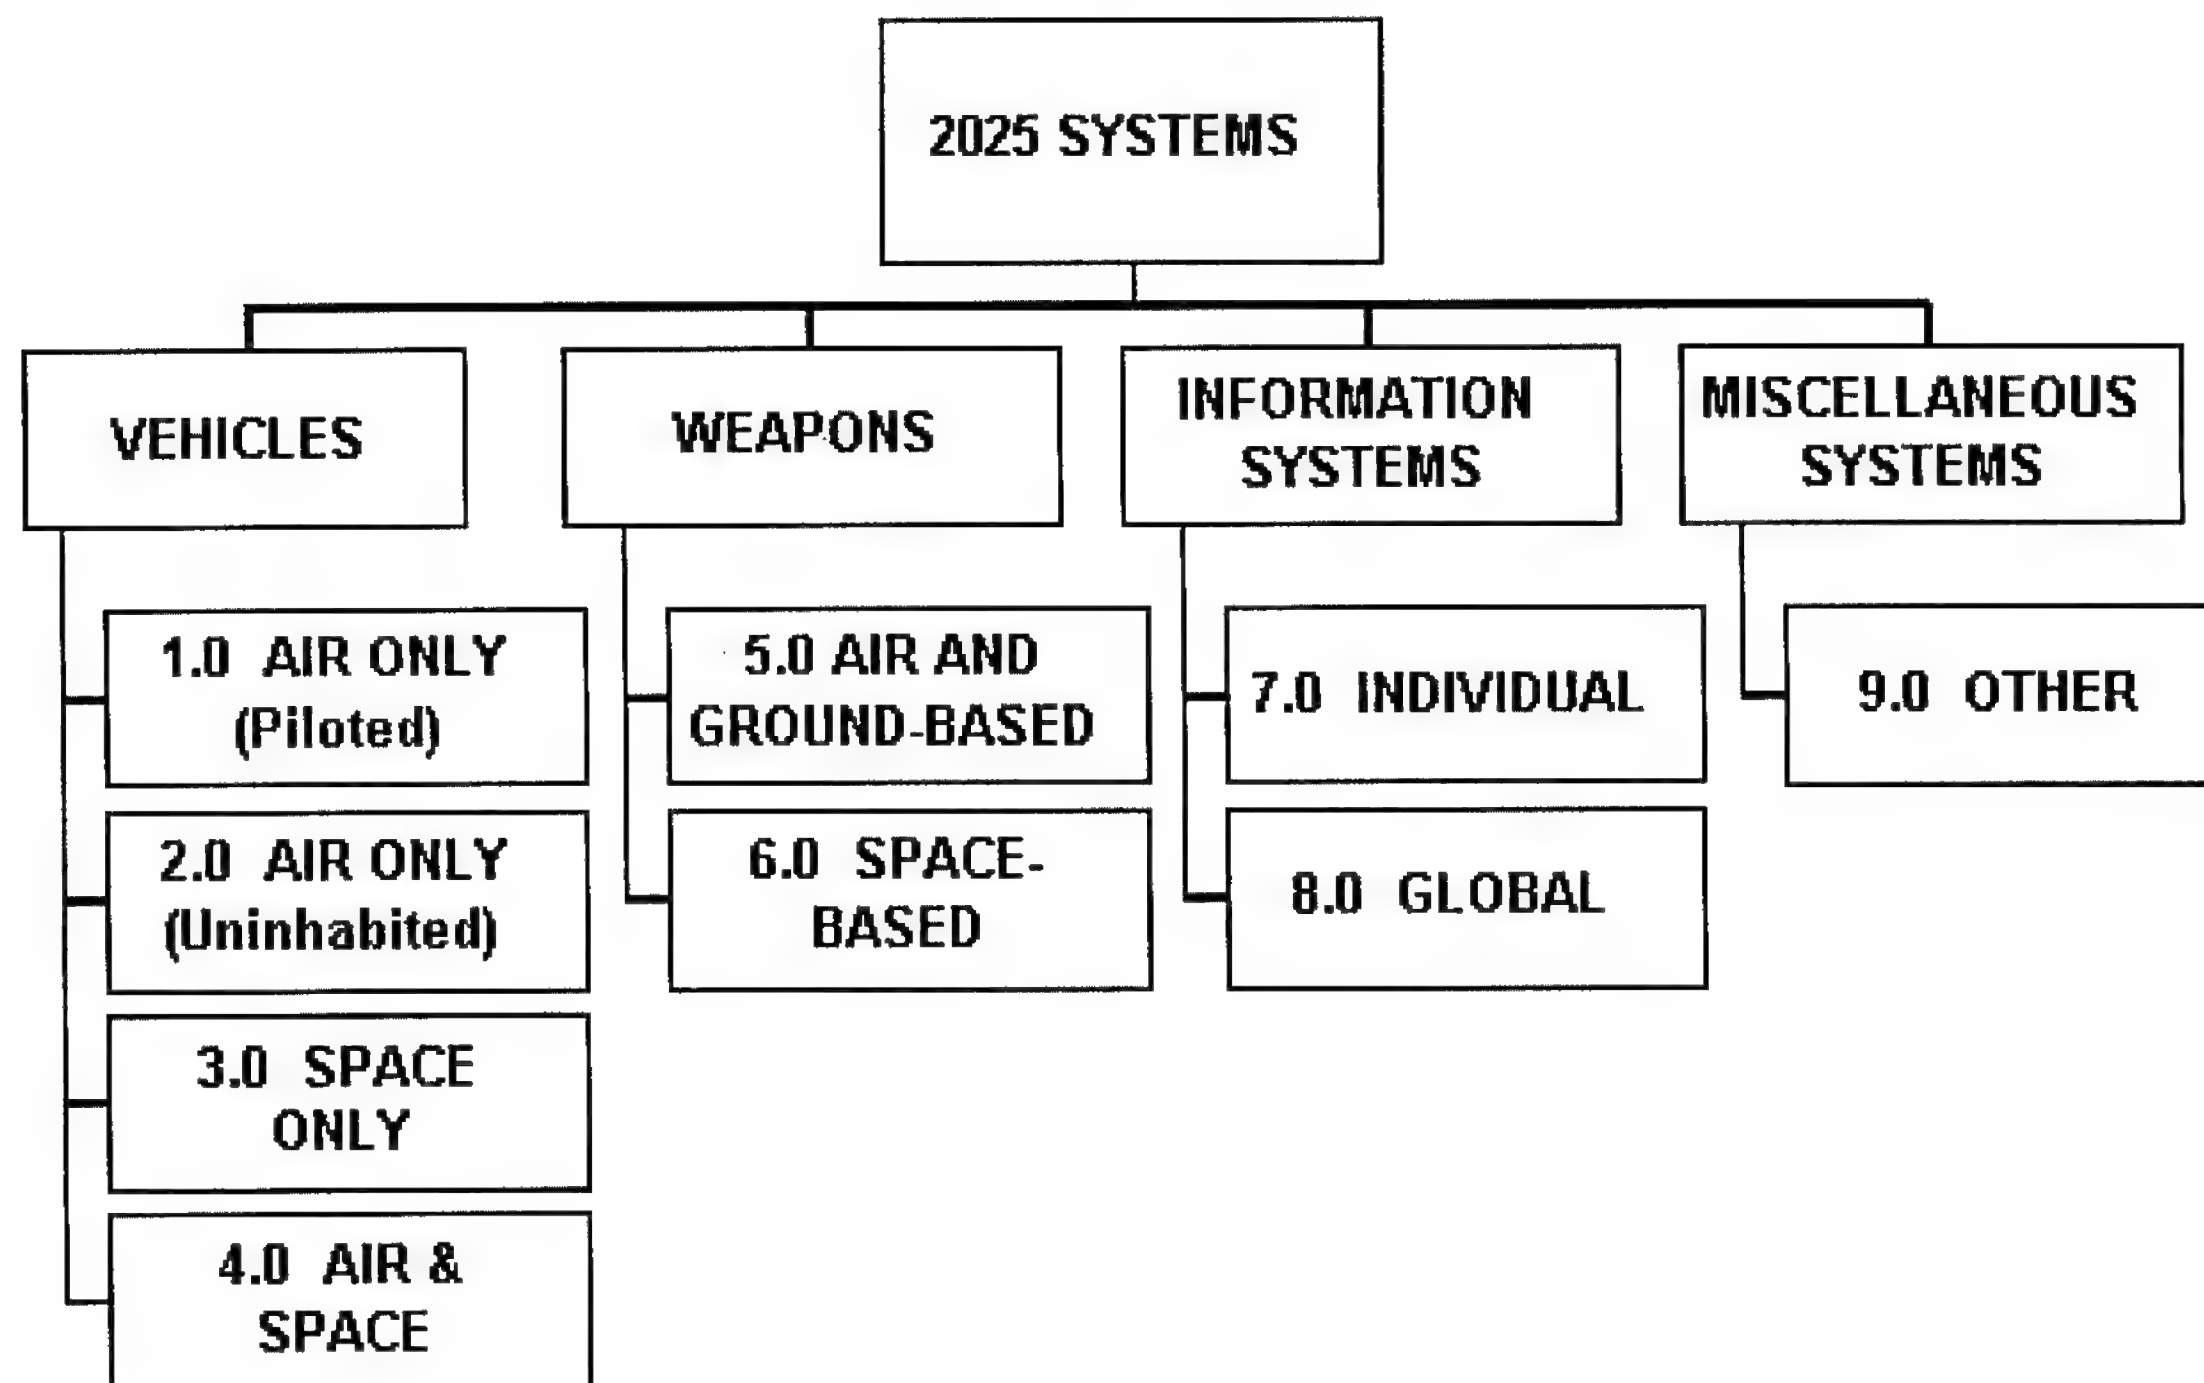 2025 SYSTEMS
VEHICLES
WEAPONS
INFORMATION
SYSTEMS
MISCELLANEOUS
SYSTEMS
1.0 AIR ONLY
(Piloted)
2.0 AIR ONLY
(Uninhabited)
3.0 SPACE
ONLY
4.0 AIR &
SPACE
5.0 AIR AND
GROUND-BASED
6.0 SPACE-
BASED
7.0 INDIVIDUAL
8.0 GLOBAL
9.0 OTHER